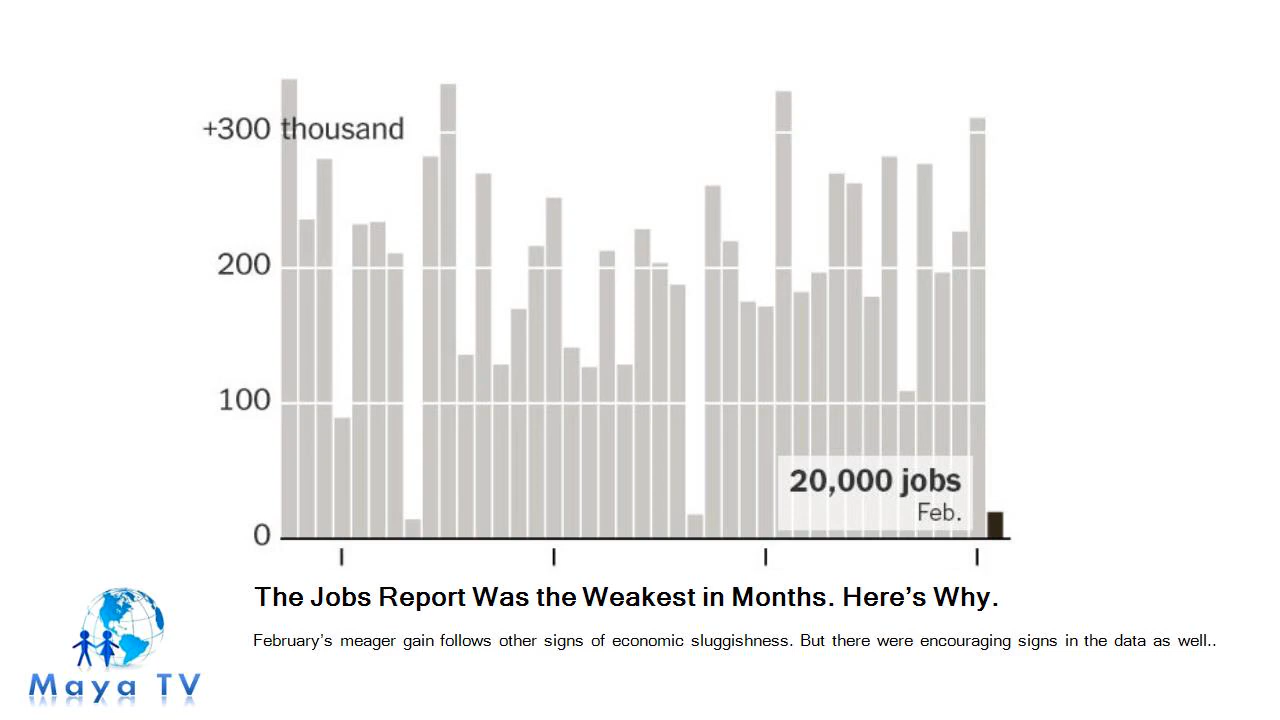 +300 thousand
200
100
20,000 jobs
Feb.
0
The Jobs Report Was the Weakest in Months. Here’s Why.
February’s meager gain follows other signs of economic sluggishness. But there were encouraging signs in the data as well..
Maya TV